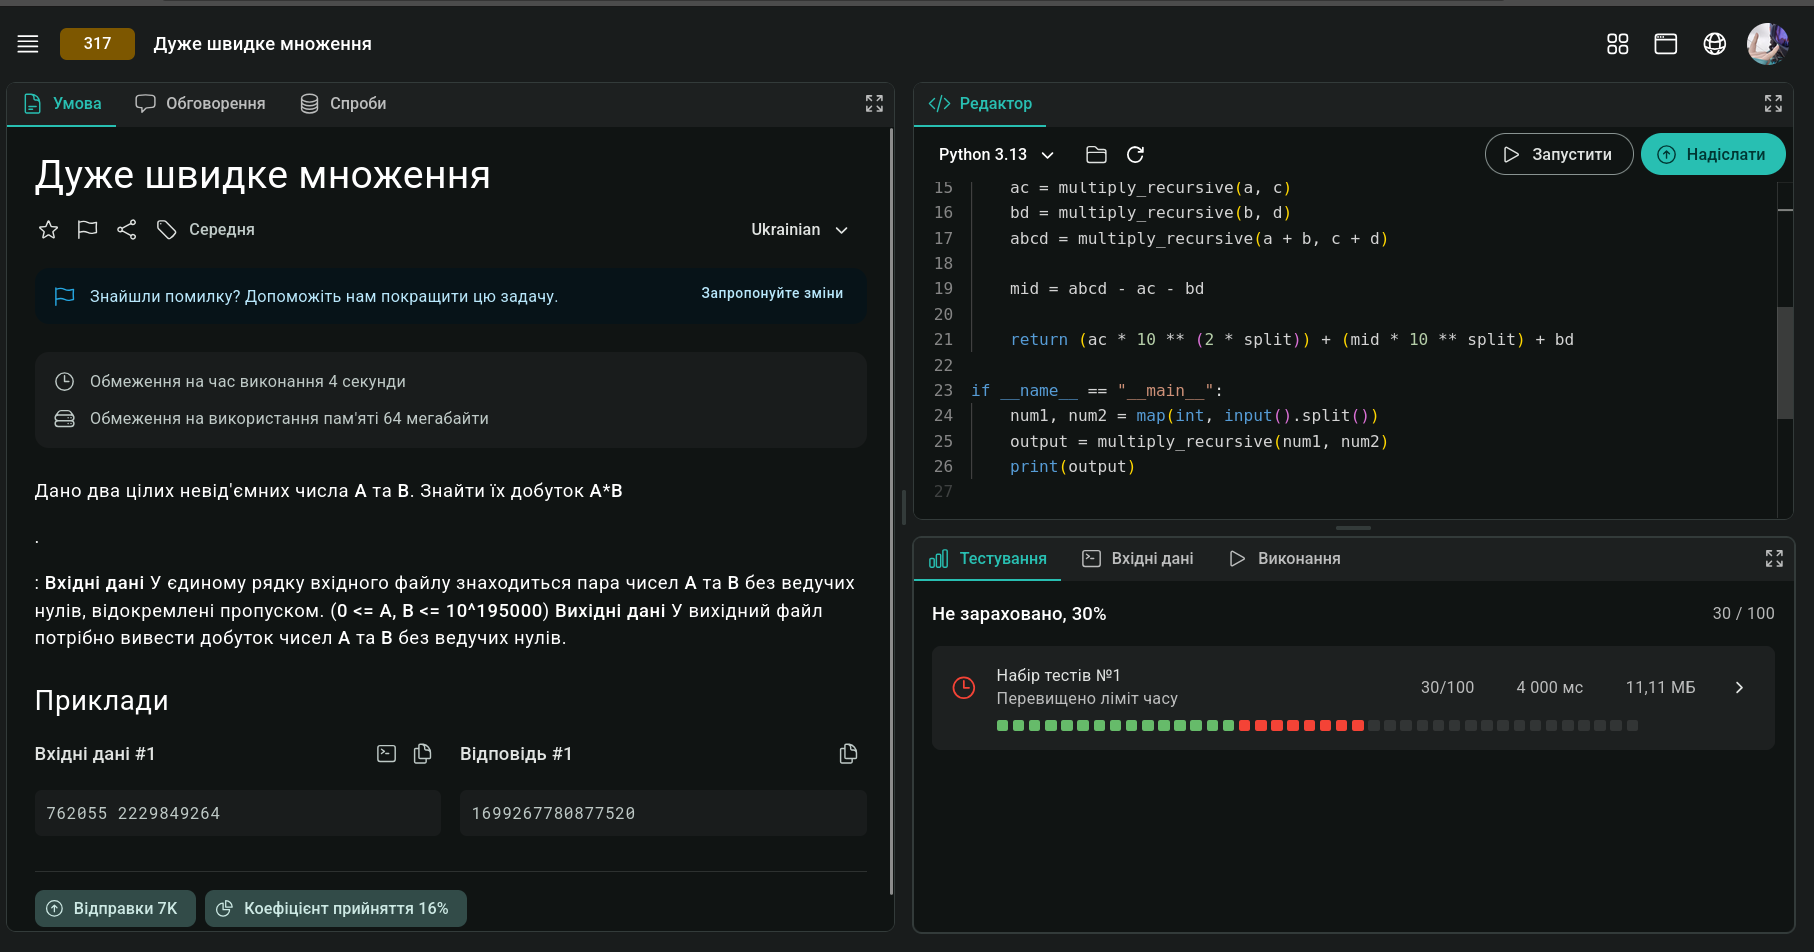 317
Дуже швидке множення
Умова
Обговорення
Спроби
Дуже швидке множення
Середня
Ukrainian
Знайшли помилку? Допоможіть нам покращити цю задачу.
Запропонуйте зміни
Обмеження на час виконання 4 секунди
Обмеження на використання пам'яті 64 мегабайти
Дано два цілих невід'ємних числа A та B. Знайти їх добуток A*B
.
: Вхідні дані У єдиному рядку вхідного файлу знаходиться пара чисел A та B без ведучих
нулів, відокремлені пропуском. (0 <= A, B <= 10^195000) Вихідні дані У вихідний файл
потрібно вивести добуток чисел A та B без ведучих нулів.
Приклади
Вхідні дані #1
Відповідь #1
762055 2229849264
1699267780877520
Відправки 7K
Коефіцієнт прийняття 16%
Редактор
Python 3.13
Запустити
Надіслати
15 ac = multiply_recursive(a, c)
16 bd = multiply_recursive(b, d)
17 abcd = multiply_recursive(a + b, c + d)
18
19 mid = abcd - ac - bd
20
21 return (ac * 10 ** (2 * split)) + (mid * 10 ** split) + bd
22
23 if __name__ == "__main__":
24 num1, num2 = map(int, input().split())
25 output = multiply_recursive(num1, num2)
26 print(output)
27
Тестування
Вхідні дані
Виконання
Не зараховано, 30%
30 / 100
Набір тестів №1
Перевищено ліміт часу
30/100
4 000 мс
11,11 МБ